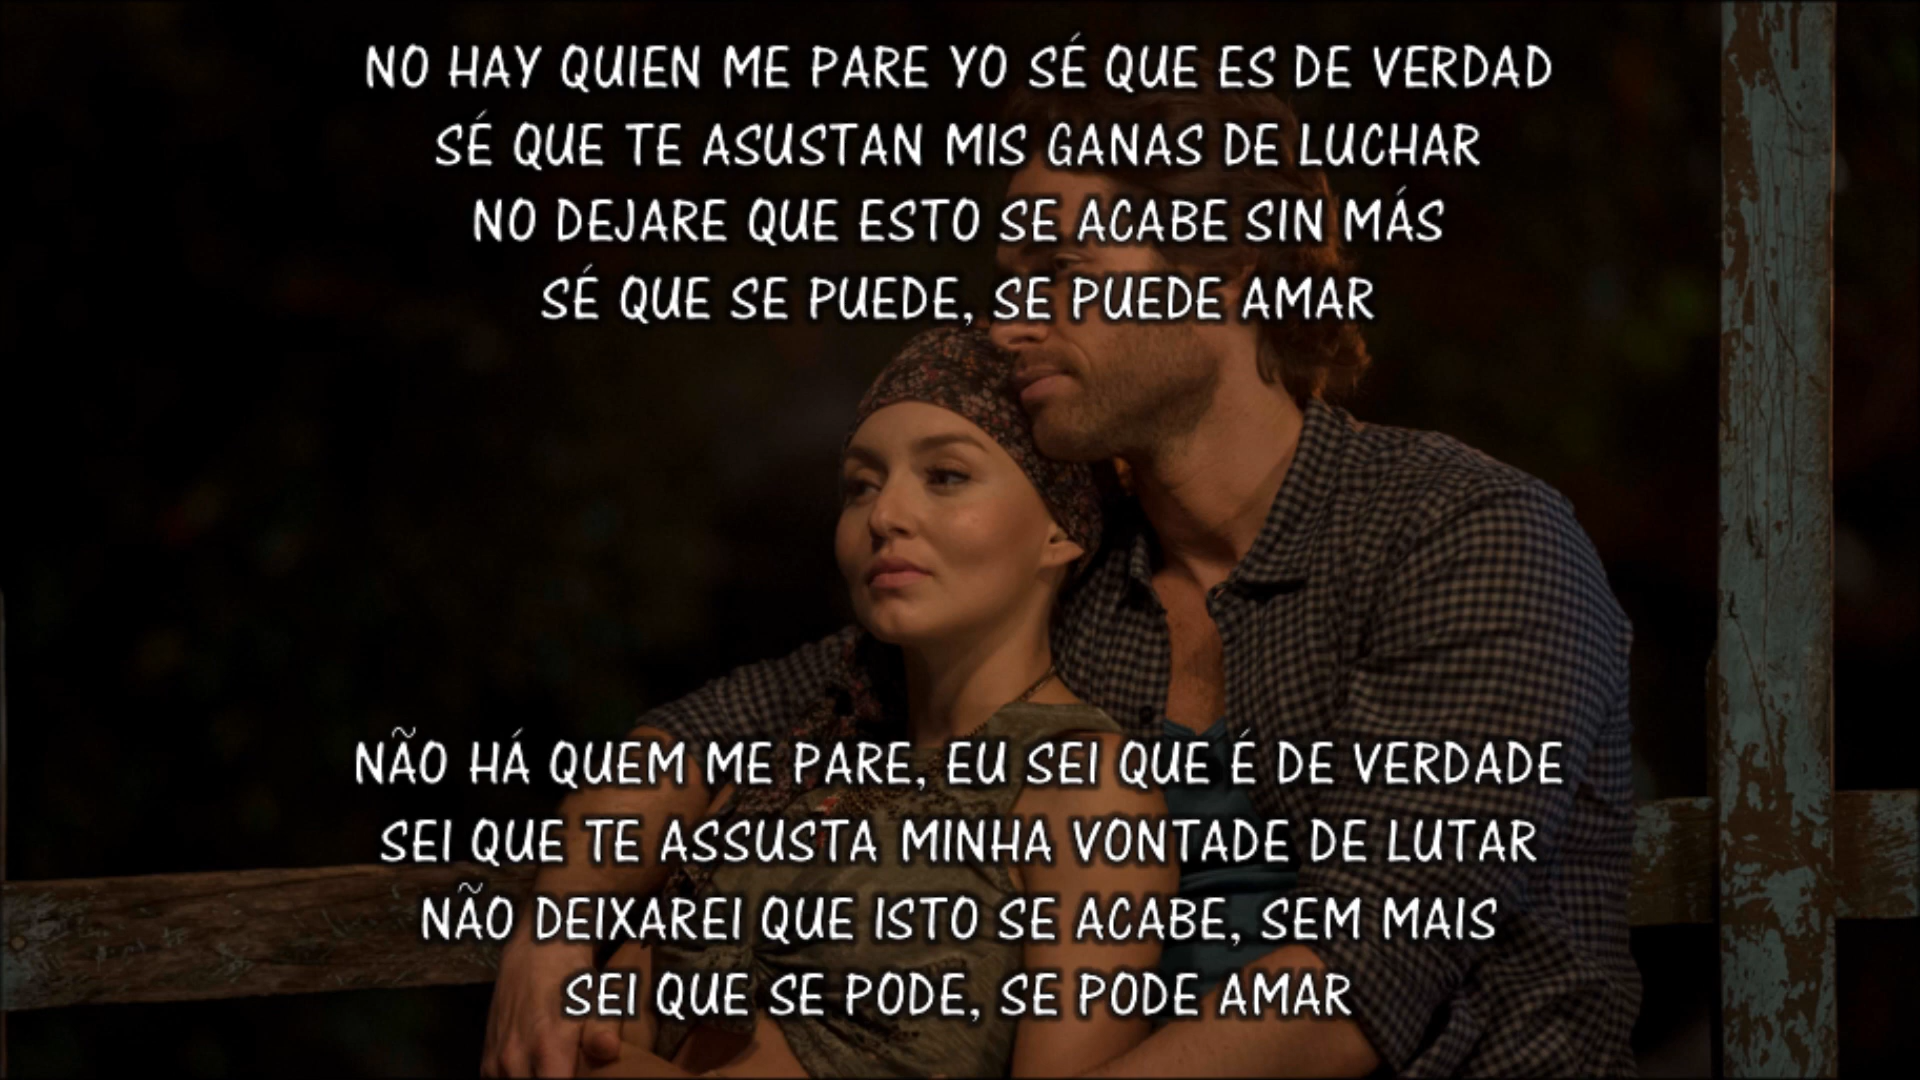 NO HAY QUIEN ME PARE YO SÉ QUE ES DE VERDAD
SÉ QUE TE ASUSTAN MIS GANAS DE LUCHAR
NO DEJARE QUE ESTO SE ACABE SIN MÁS
SÉ QUE SE PUEDE, SE PUEDE AMAR
NÃO HÁ QUEM ME PARE, EU SEI QUE É DE VERDADE
SEI QUE TE ASSUSTA MINHA VONTADE DE LUTAR
NÃO DEIXAREI QUE ISTO SE ACABE, SEM MAIS
SEI QUE SE PODE, SE PODE AMAR